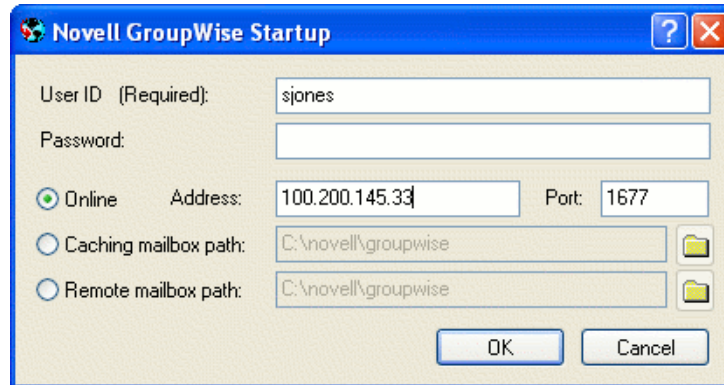 Novell GroupWise Startup
User ID (Required): sjones
Password:
Online Address: 100.200.145.33 Port: 1677
Caching mailbox path: C:\novell\groupwise
Remote mailbox path: C:\novell\groupwise
OK Cancel